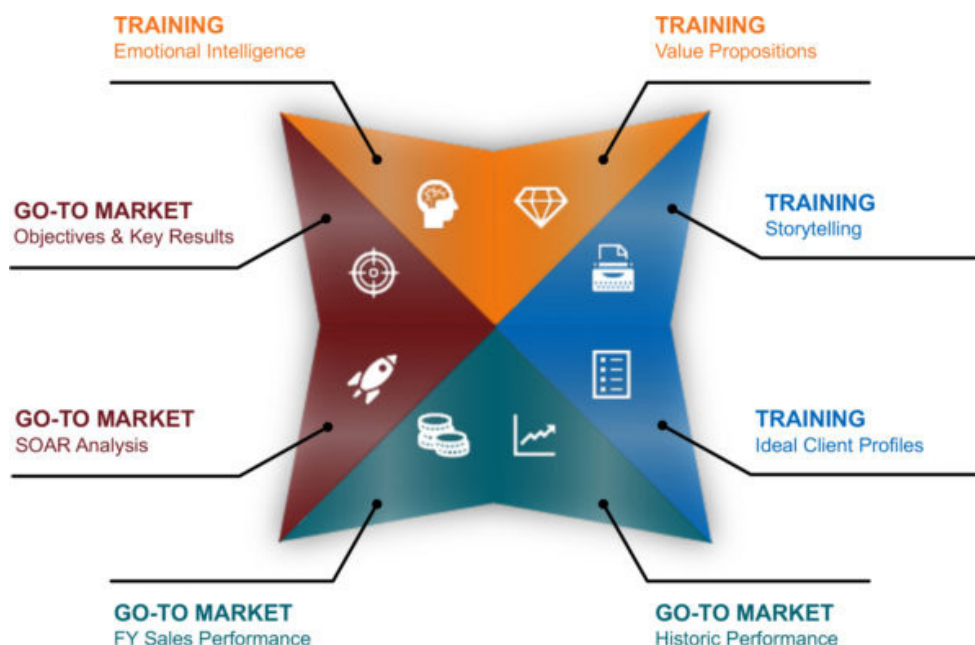 TRAINING
Emotional Intelligence
TRAINING
Value Propositions
GO-TO MARKET
Objectives & Key Results
TRAINING
Storytelling
GO-TO MARKET
SOAR Analysis
TRAINING
Ideal Client Profiles
GO-TO MARKET
FY Sales Performance
GO-TO MARKET
Historic Performance